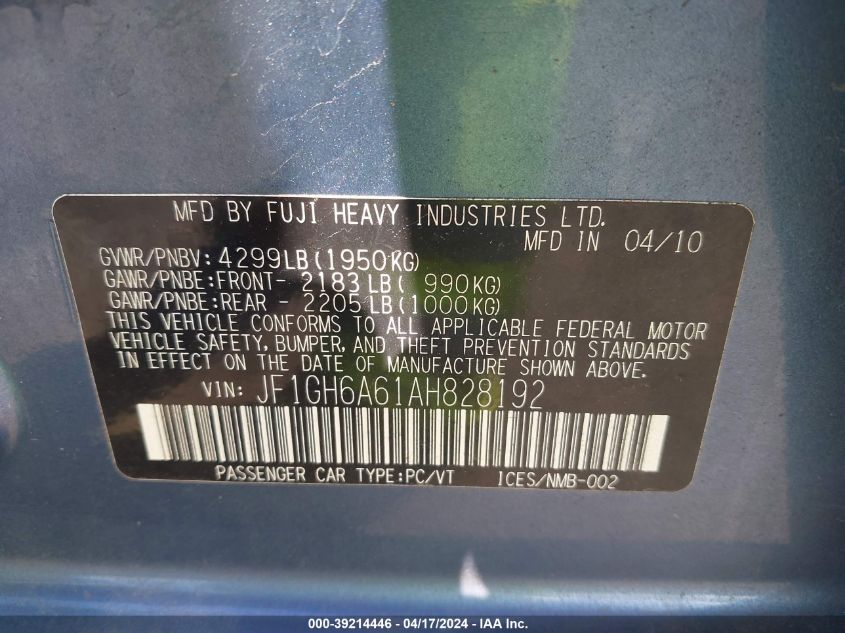 MFD BY FUJI HEAVY INDUSTRIES LTD.
MFD IN 04/10
GVWR/PNBV: 4299LB(1950KG)
GAWR/PNBE:FRONT- 2183LB( 990KG)
GAWR/PNBE:REAR - 2205LB(1000KG)
THIS VEHICLE CONFORMS TO ALL APPLICABLE FEDERAL MOTOR
VEHICLE SAFETY, BUMPER, AND THEFT PREVENTION STANDARDS
IN EFFECT ON THE DATE OF MANUFACTURE SHOWN ABOVE.
VIN: JF1GH6A61AH828192
PASSENGER CAR TYPE:PC/VT ICES/NMB-002
000-39214446 - 04/17/2024 - IAA Inc.